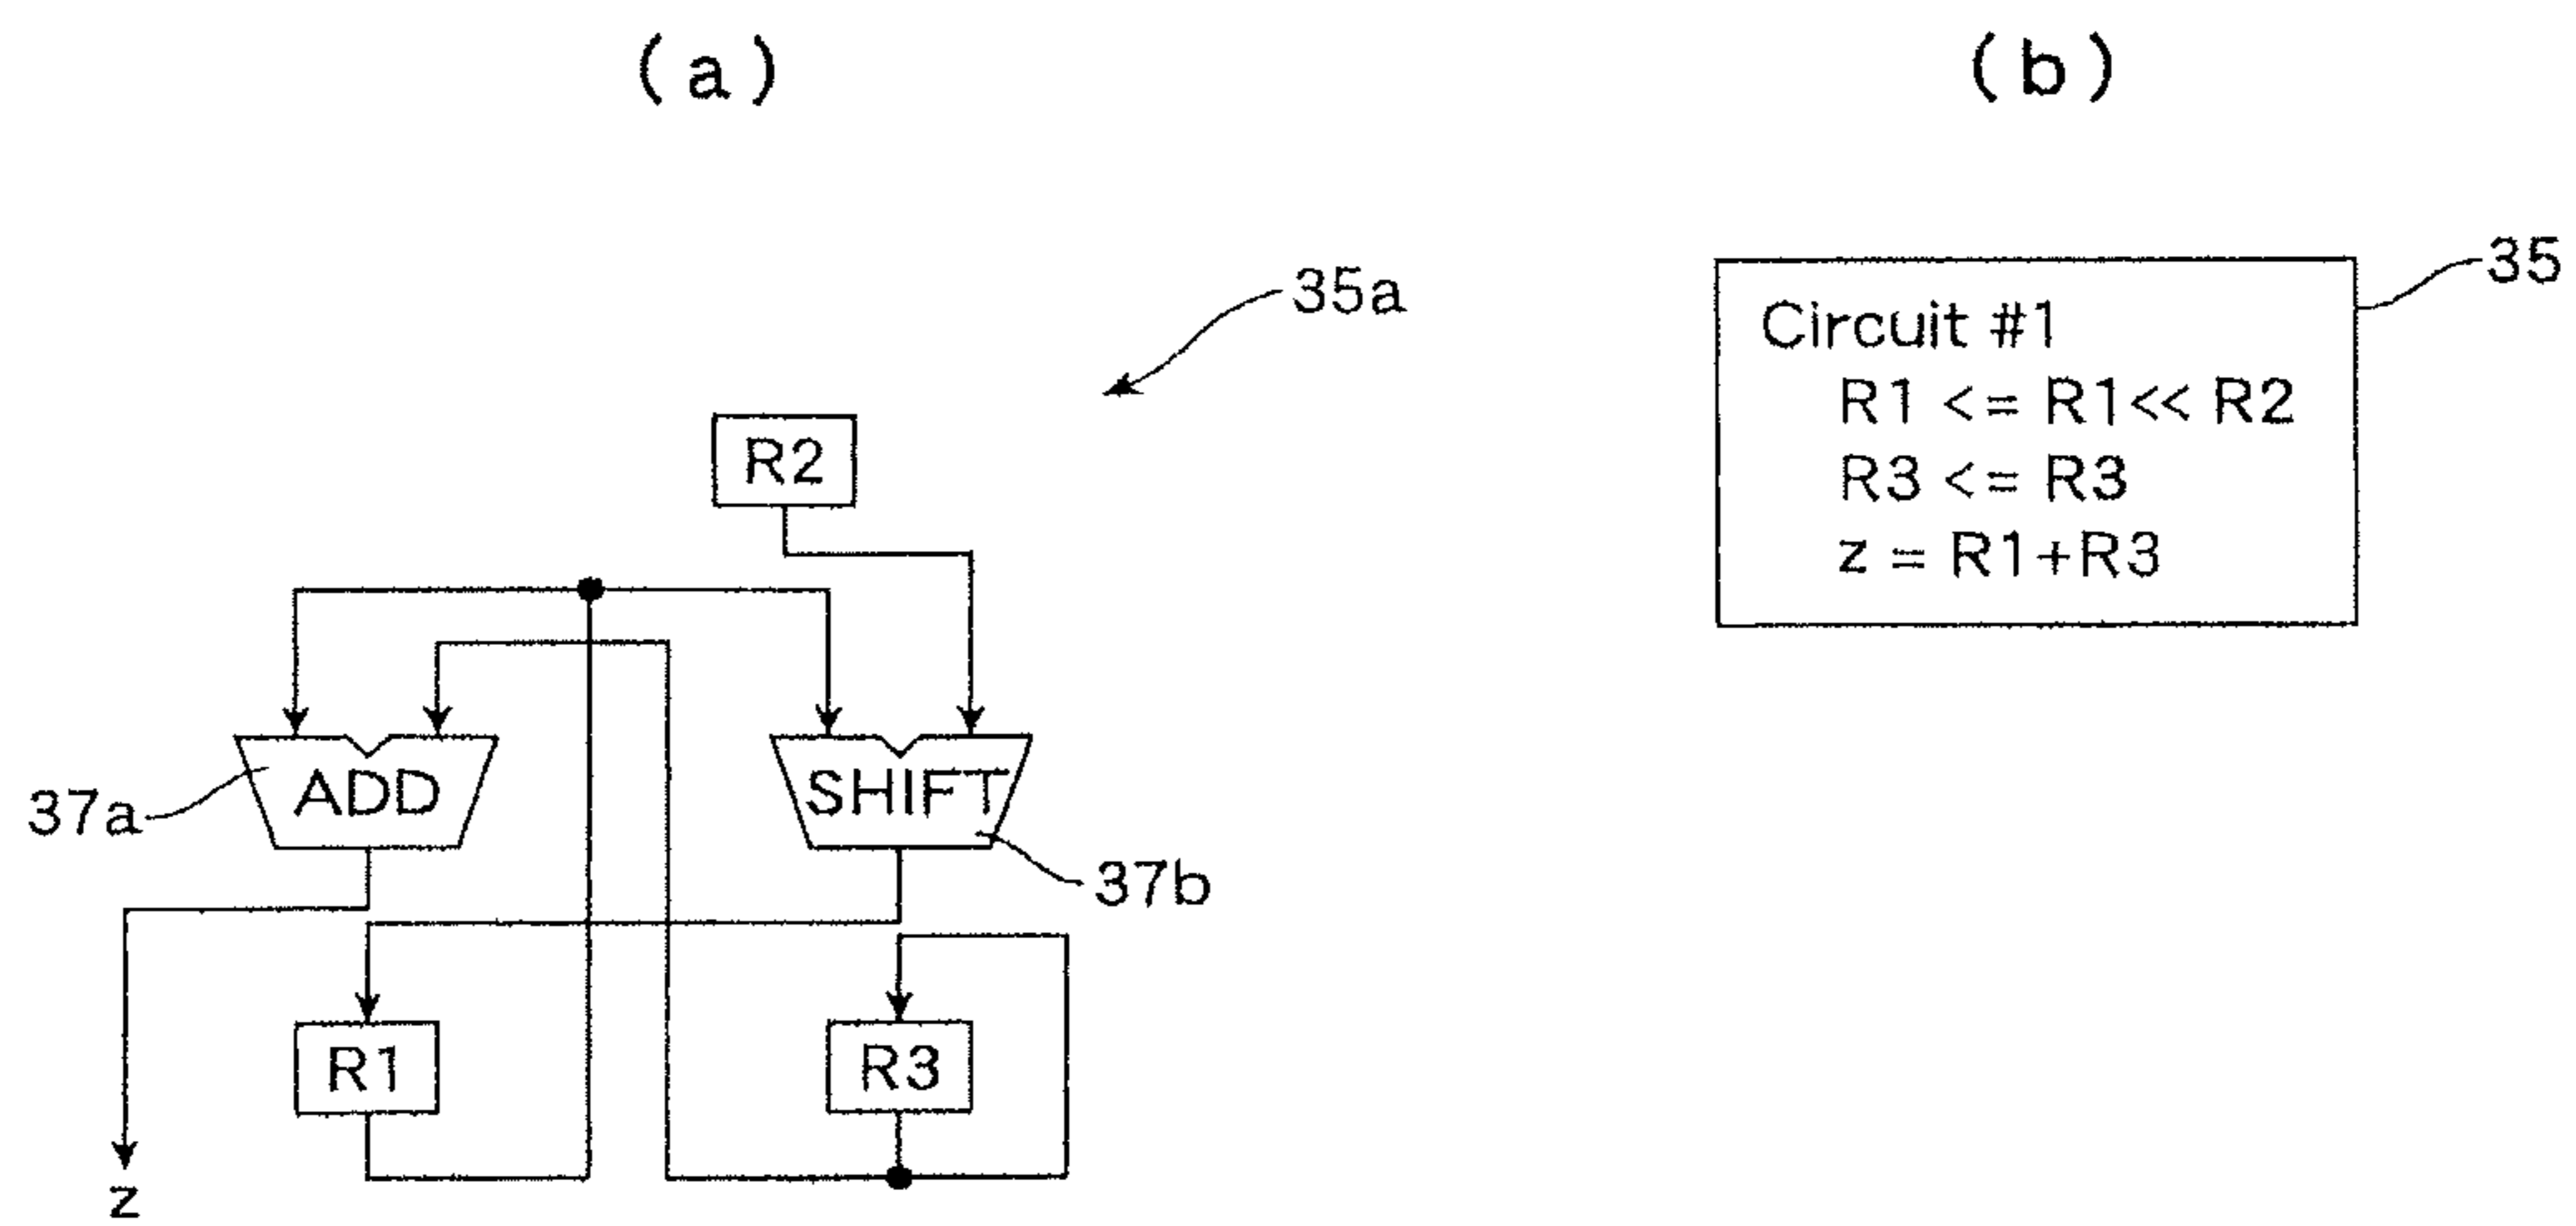 (a)
(b)
35a
35
Circuit #1
R1 <= R1<< R2
R3 <= R3
z = R1+R3
R2
37a
ADD
SHIFT
37b
R1
R3
z